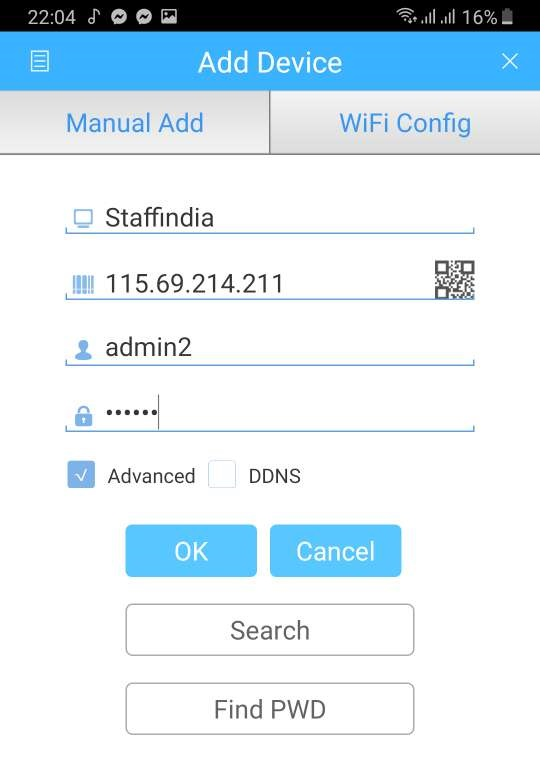 22:04 16%
Add Device
Manual Add WiFi Config
Staffindia
115.69.214.211
admin2
••••••
Advanced DDNS
OK Cancel
Search
Find PWD